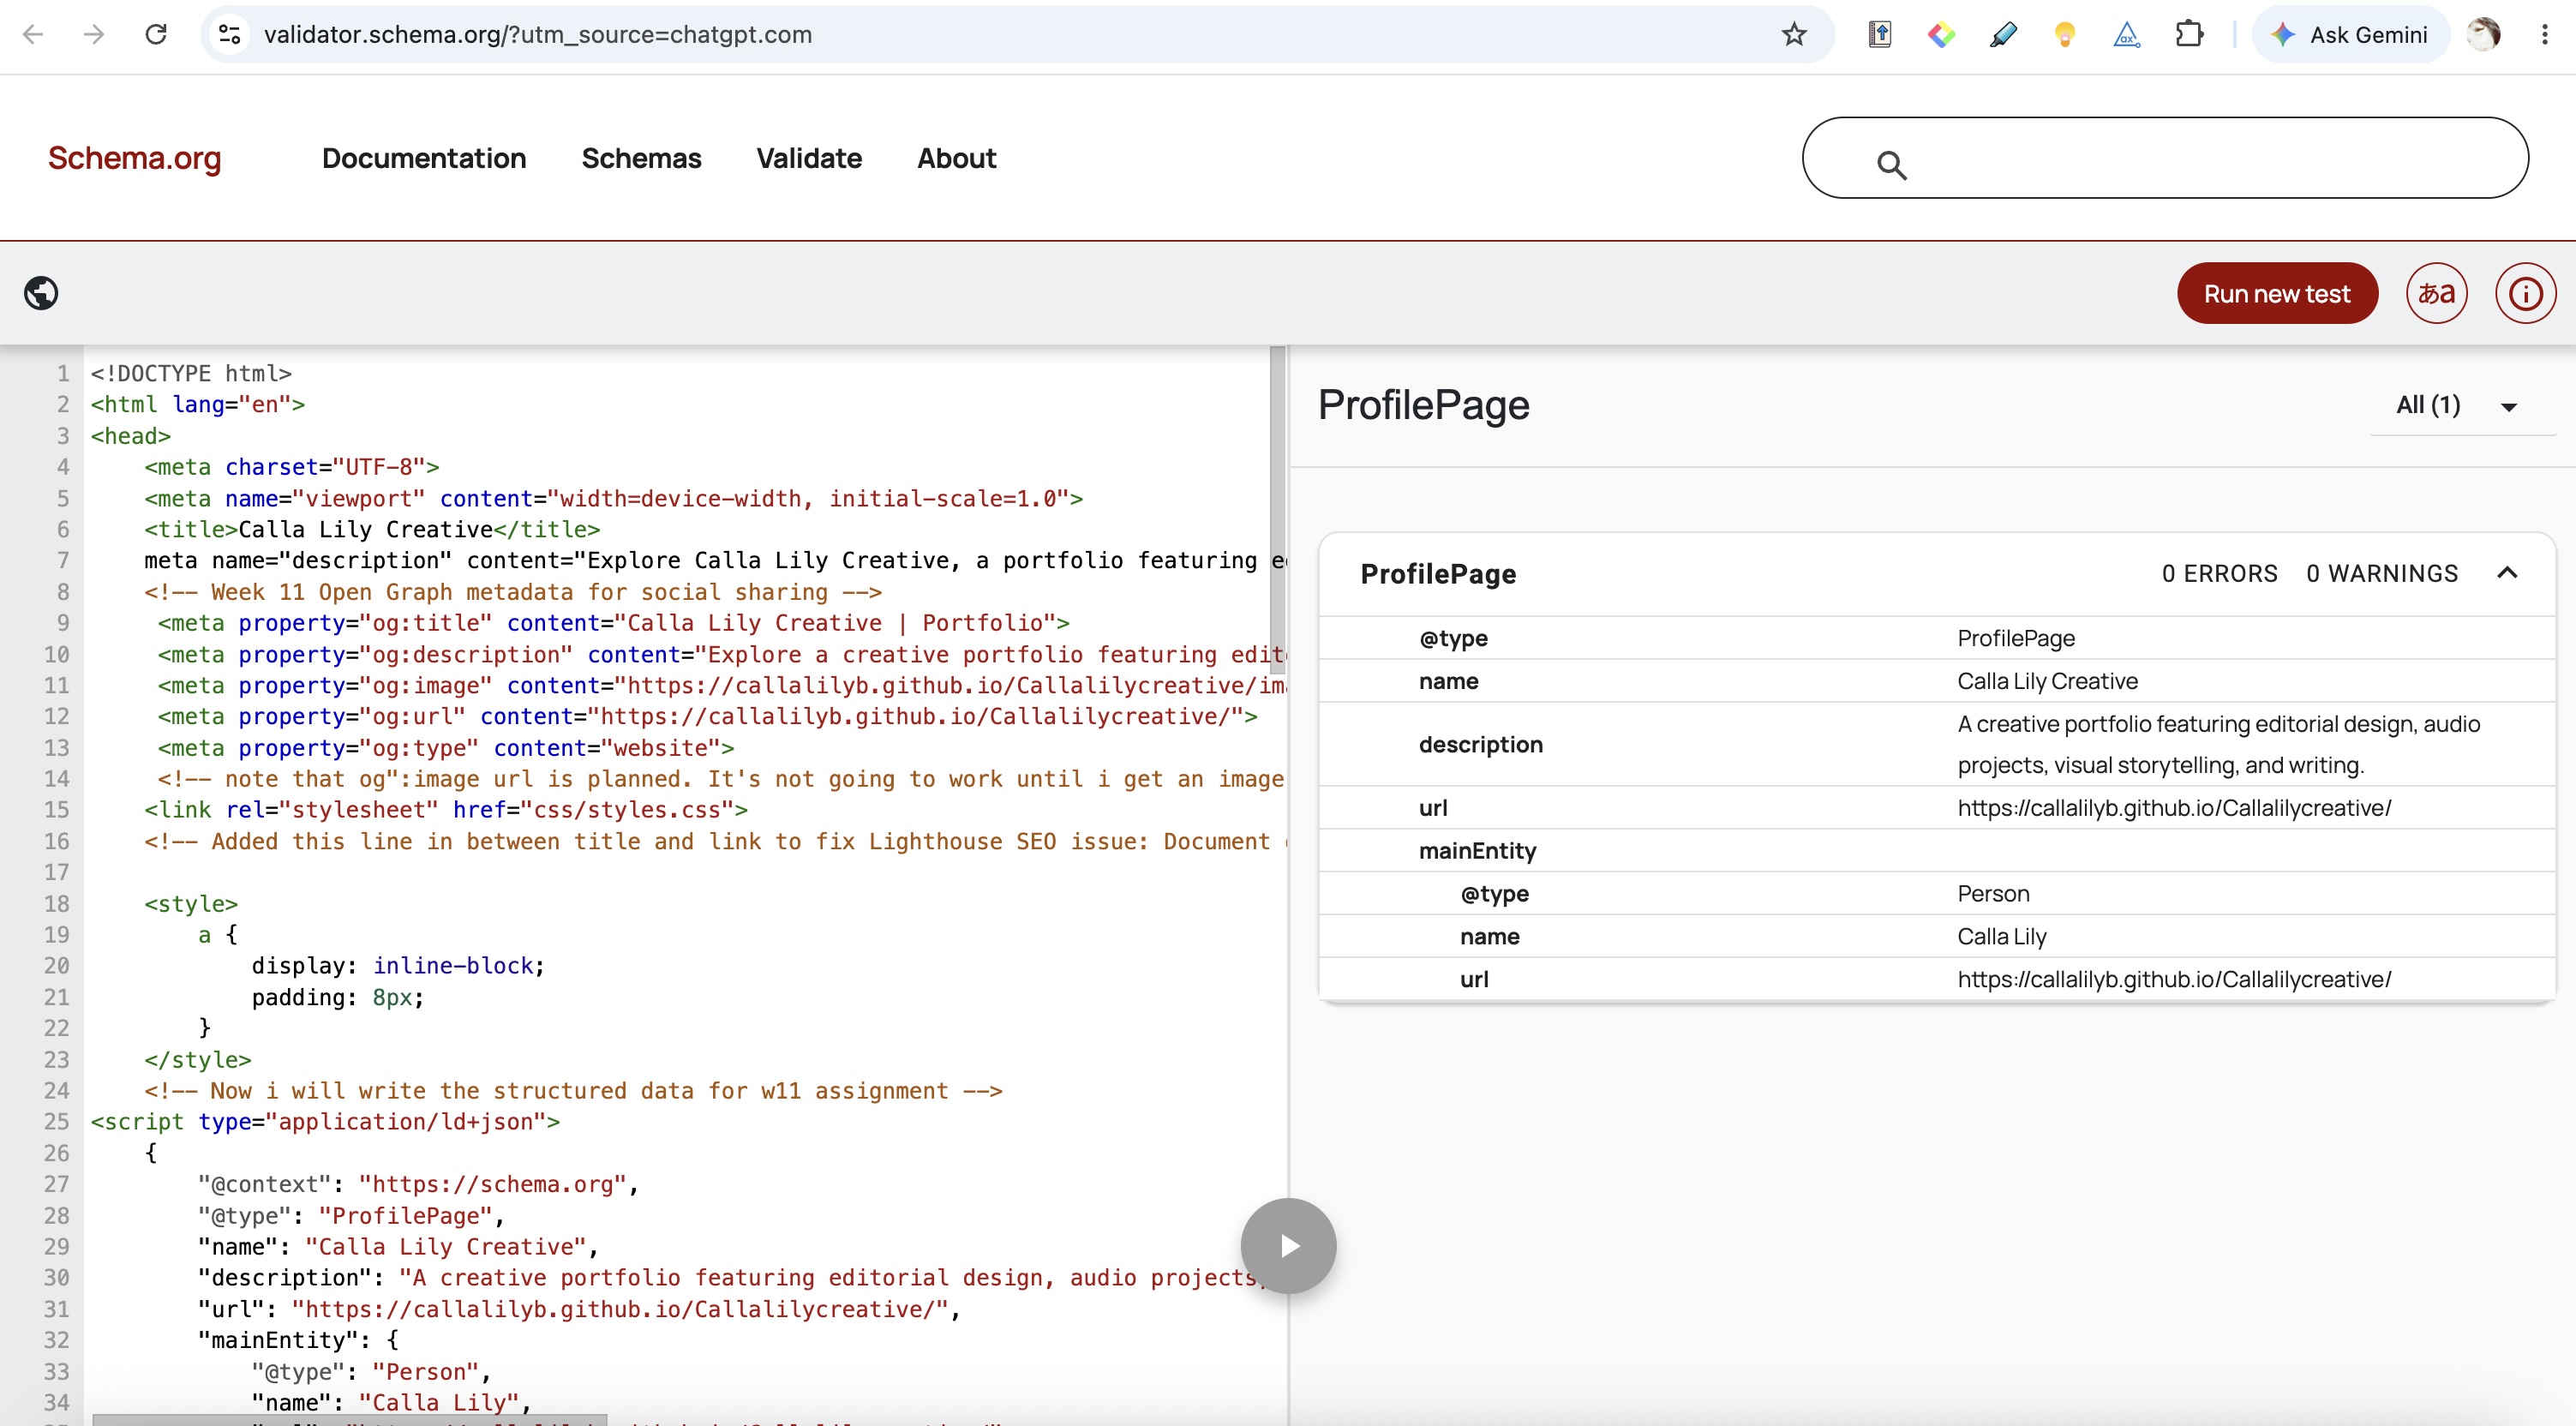 validator.schema.org/?utm_source=chatgpt.com
Ask Gemini
Schema.org
Documentation
Schemas
Validate
About
Run new test
あa
1 <!DOCTYPE html>
2 <html lang="en">
3 <head>
4 <meta charset="UTF-8">
5 <meta name="viewport" content="width=device-width, initial-scale=1.0">
6 <title>Calla Lily Creative</title>
7 meta name="description" content="Explore Calla Lily Creative, a portfolio featuring
8 <!-- Week 11 Open Graph metadata for social sharing -->
9 <meta property="og:title" content="Calla Lily Creative | Portfolio">
10 <meta property="og:description" content="Explore a creative portfolio featuring
11 <meta property="og:image" content="https://callalilyb.github.io/Callalilycreative/
12 <meta property="og:url" content="https://callalilyb.github.io/Callalilycreative/">
13 <meta property="og:type" content="website">
14 <!-- note that og":image url is planned. It's not going to work until i get an image
15 <link rel="stylesheet" href="css/styles.css">
16 <!-- Added this line in between title and link to fix Lighthouse SEO issue: Document
17
18 <style>
19 a {
20 display: inline-block;
21 padding: 8px;
22 }
23 </style>
24 <!-- Now i will write the structured data for w11 assignment -->
25 <script type="application/ld+json">
26 {
27 "@context": "https://schema.org",
28 "@type": "ProfilePage",
29 "name": "Calla Lily Creative",
30 "description": "A creative portfolio featuring editorial design, audio projects,
31 "url": "https://callalilyb.github.io/Callalilycreative/",
32 "mainEntity": {
33 "@type": "Person",
34 "name": "Calla Lily",
ProfilePage
All (1)
ProfilePage 0 ERRORS 0 WARNINGS
@type ProfilePage
name Calla Lily Creative
description A creative portfolio featuring editorial design, audio
projects, visual storytelling, and writing.
url https://callalilyb.github.io/Callalilycreative/
mainEntity
@type Person
name Calla Lily
url https://callalilyb.github.io/Callalilycreative/